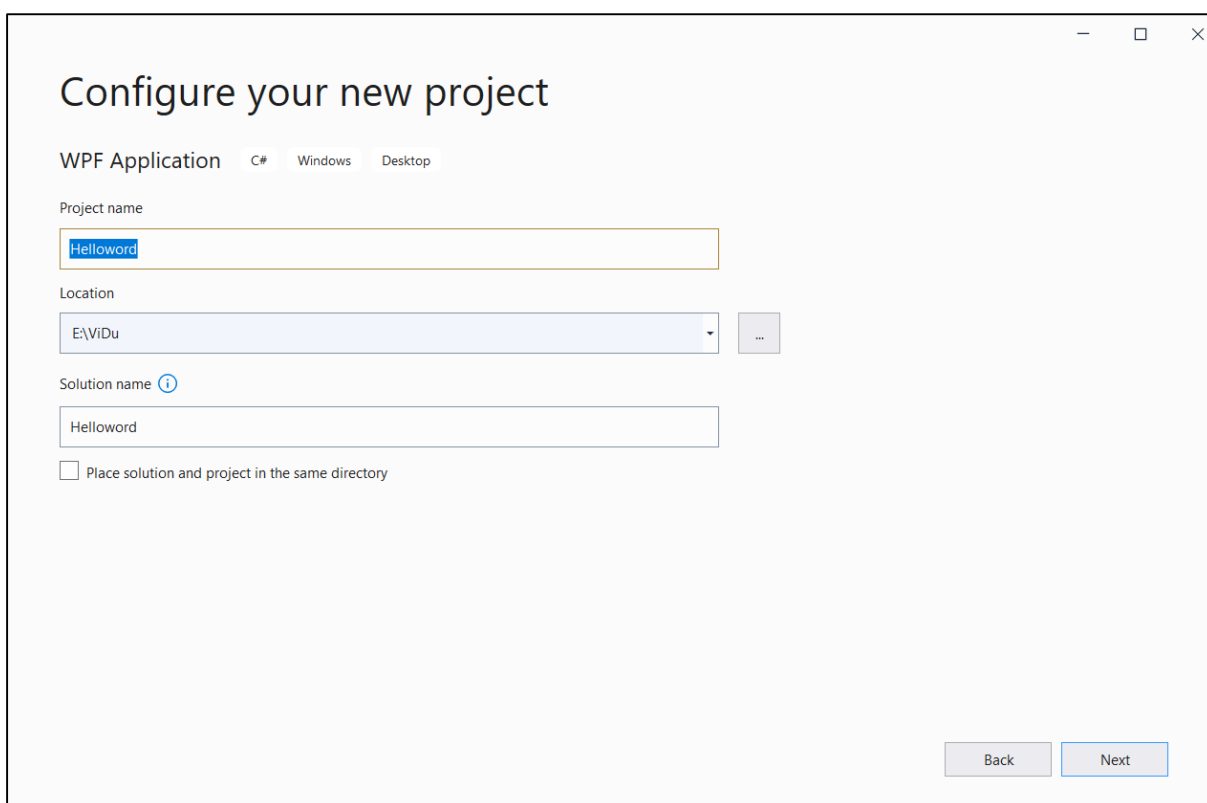 Configure your new project
WPF Application C# Windows Desktop
Project name
Helloword
Location
E:\ViDu
...
Solution name
Helloword
Place solution and project in the same directory
Back Next